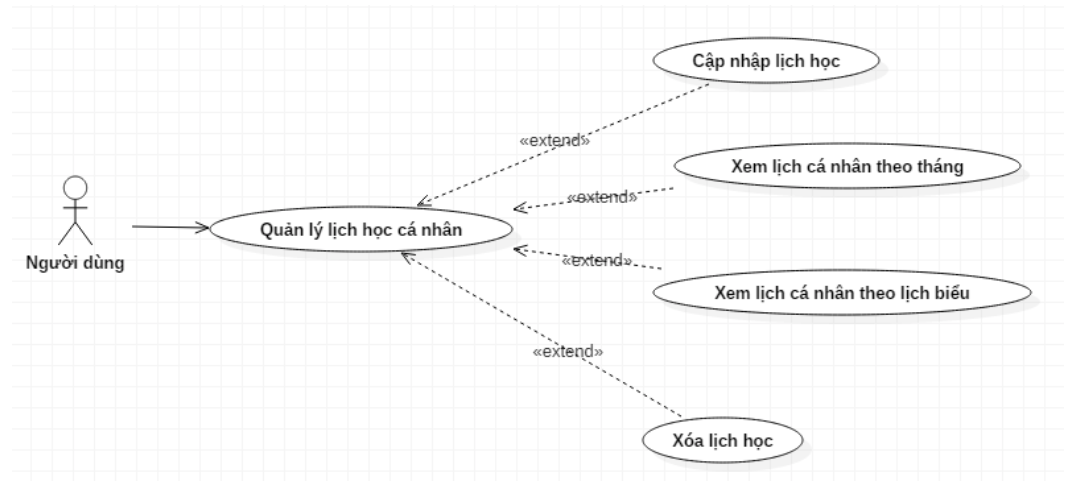 Cập nhập lịch học
«extend»
Xem lịch cá nhân theo tháng
«extend»
Quản lý lịch học cá nhân
Người dùng
«extend»
Xem lịch cá nhân theo lịch biểu
«extend»
Xóa lịch học